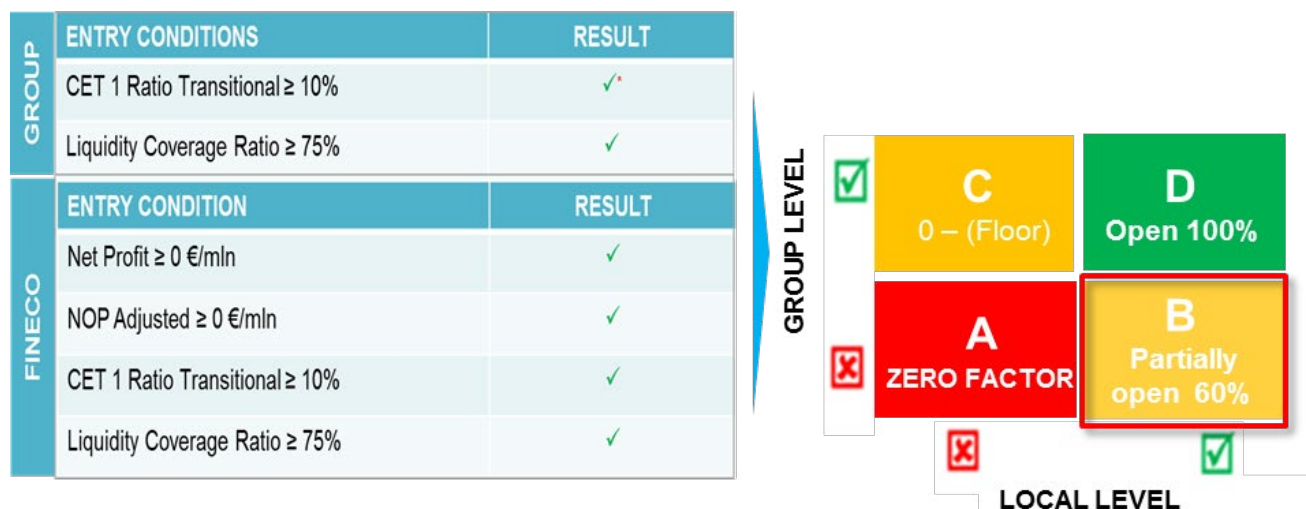 GROUP
ENTRY CONDITIONS RESULT
CET 1 Ratio Transitional ≥ 10% ✓*
Liquidity Coverage Ratio ≥ 75% ✓
FINECO
ENTRY CONDITION RESULT
Net Profit ≥ 0 €/mln ✓
NOP Adjusted ≥ 0 €/mln ✓
CET 1 Ratio Transitional ≥ 10% ✓
Liquidity Coverage Ratio ≥ 75% ✓
GROUP LEVEL
C
0 – (Floor)
D
Open 100%
A
ZERO FACTOR
B
Partially
open 60%
LOCAL LEVEL